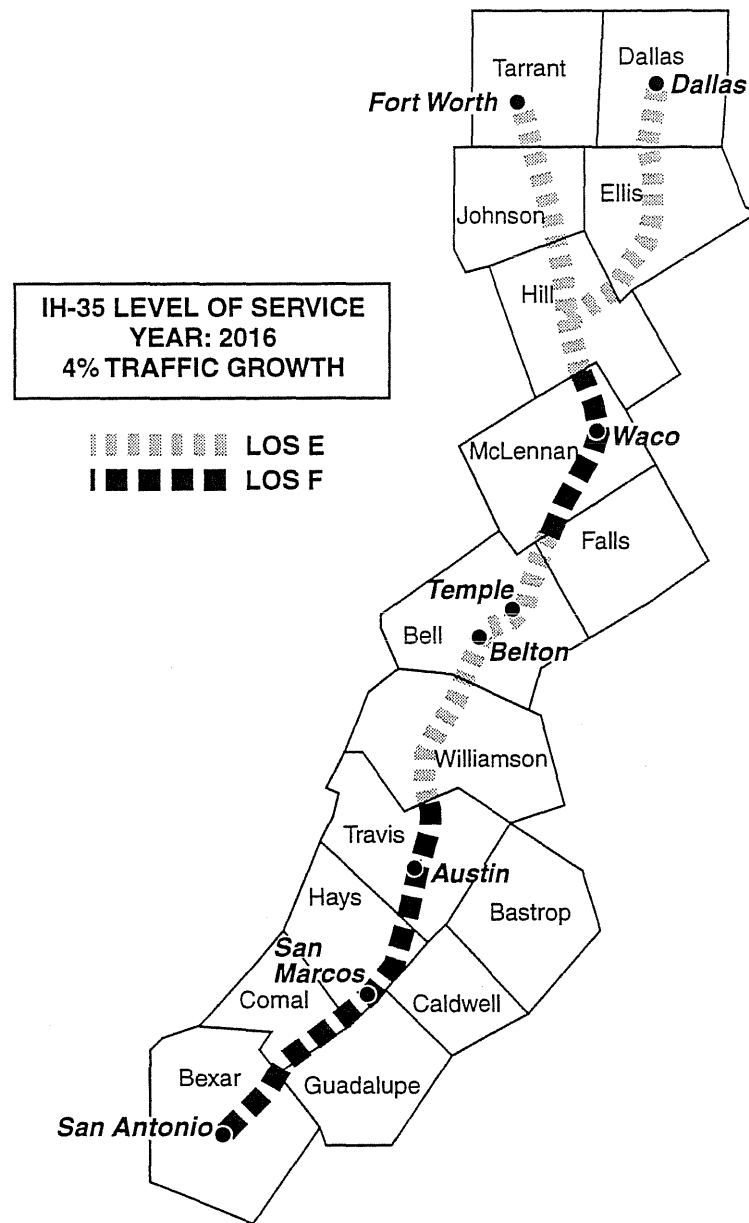 Tarrant
Dallas
Fort Worth
Dallas
Johnson
Ellis
Hill
IH-35 LEVEL OF SERVICE
YEAR: 2016
4% TRAFFIC GROWTH
LOS E
LOS F
McLennan
Waco
Falls
Temple
Bell
Belton
Williamson
Travis
Austin
Hays
Bastrop
San
Marcos
Comal
Caldwell
Bexar
Guadalupe
San Antonio